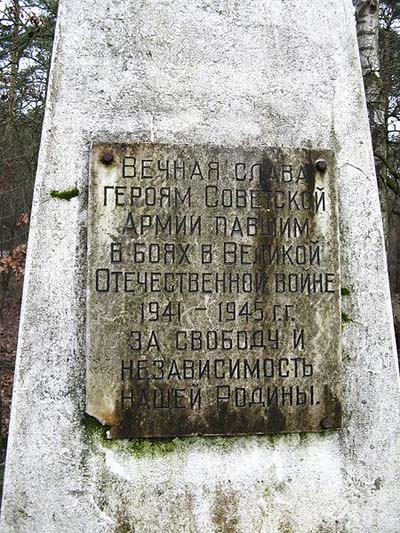 Вечная слава
героям Советской
Армии павшим
в боях в Великой
Отечественной войне
1941 – 1945 г.г.
за свободу и
независимость
нашей Родины.